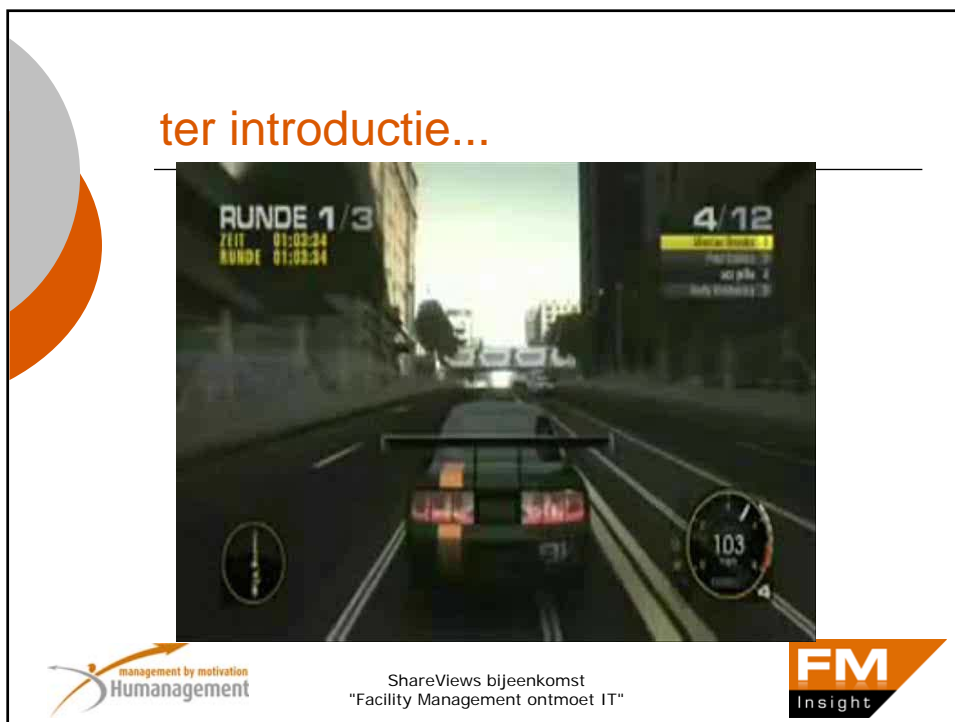 ter introductie...
RUNDE 1/3
ZEIT 01:03:34
RUNDE 01:03:34
4/12
103
4
management by motivation
Humanagement
ShareViews bijeenkomst
"Facility Management ontmoet IT"
FM
Insight